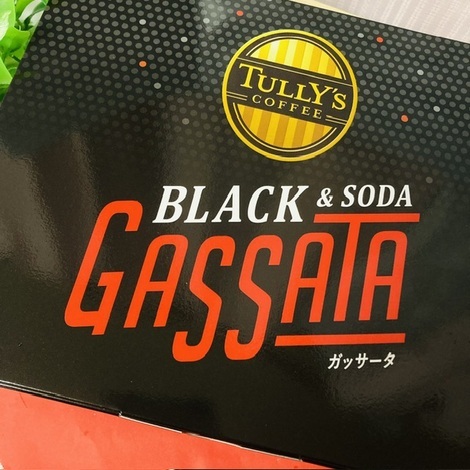 TULLY'S
COFFEE
BLACK & SODA
GASSATA
ガッサータ